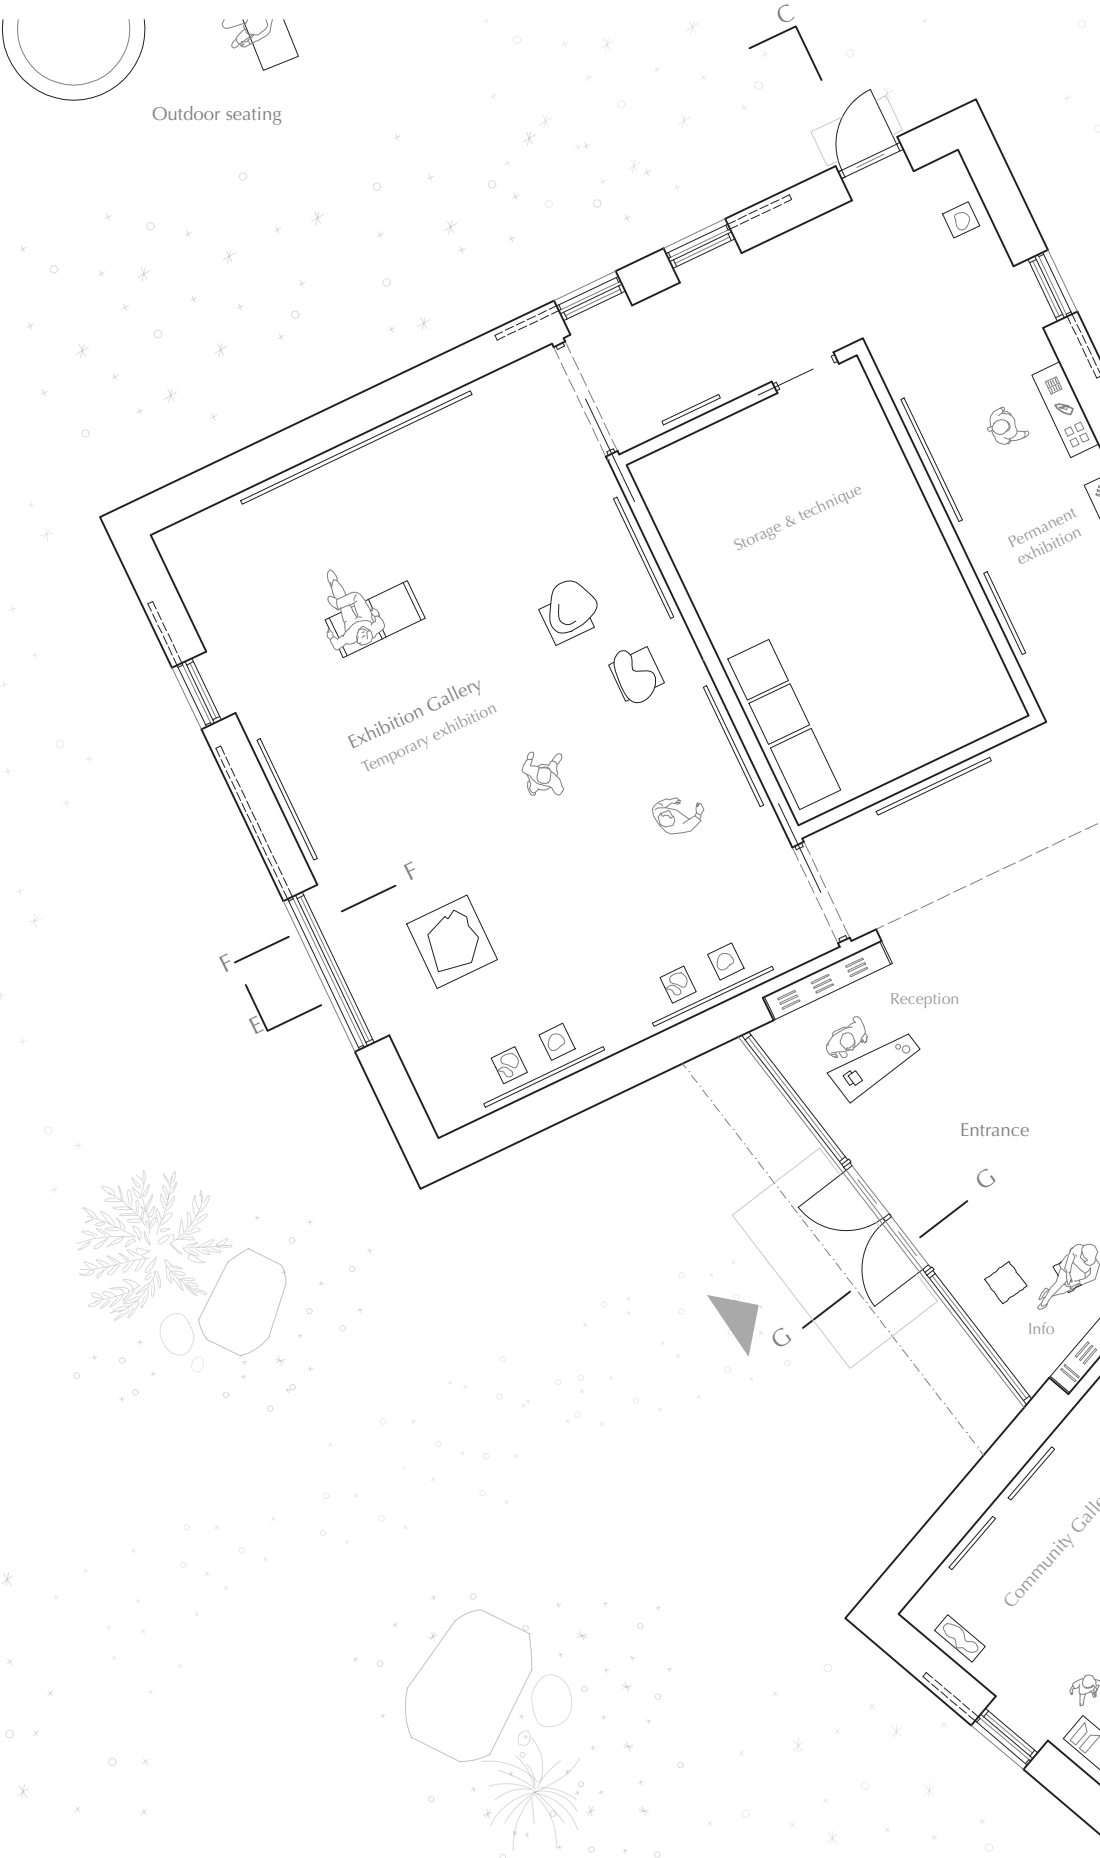 C
Outdoor seating
Storage & technique
Permanent
exhibition
Exhibition Gallery
Temporary exhibition
F
F
E
Reception
Entrance
G
Info
G
Community Galle